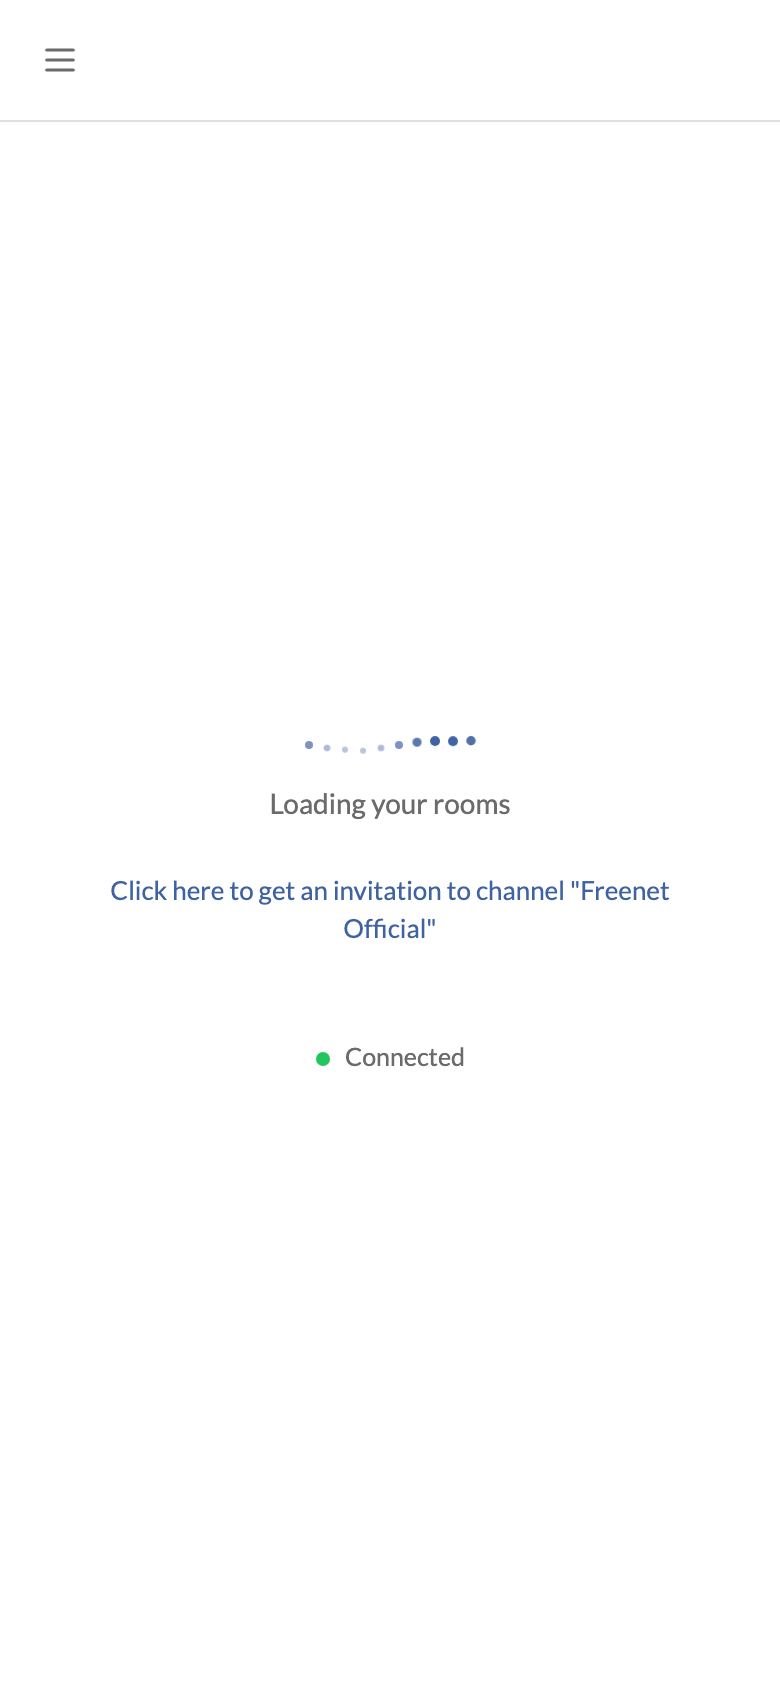 Loading your rooms
Click here to get an invitation to channel "Freenet
Official"
Connected